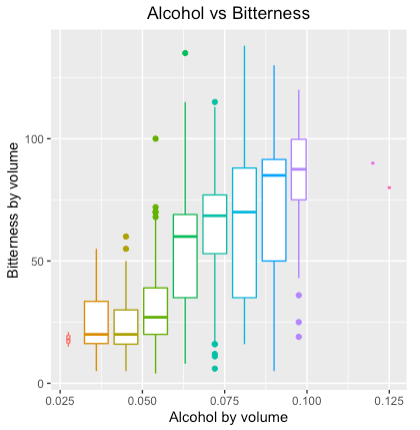 Alcohol vs Bitterness
Bitterness by volume
100
50
0
0.025 0.050 0.075 0.100 0.125
Alcohol by volume